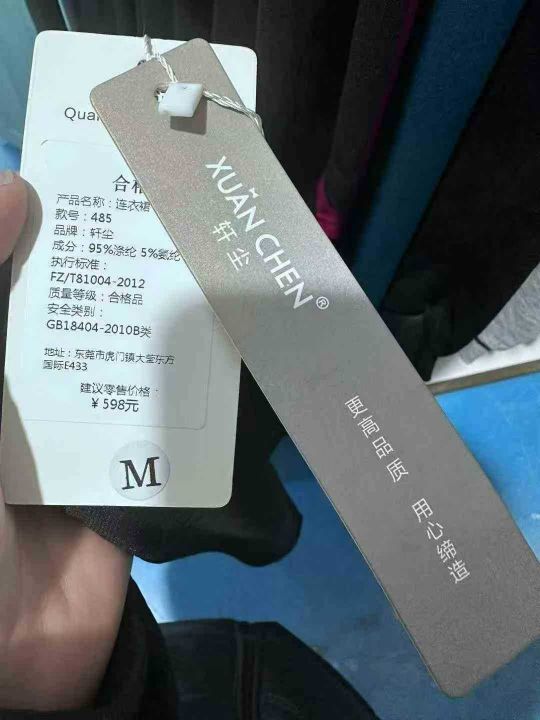 Qua
合格
产品名称：连衣裙
款号：485
品牌：轩尘
成分：95%涤纶 5%氨纶
执行标准：
FZ/T81004-2012
质量等级：合格品
安全类别：
GB18404-2010B类
地址：东莞市虎门镇大莹东方
国际E433
建议零售价格：
￥598元
M
XUAN CHEN®
轩尘
更高品质 用心缔造